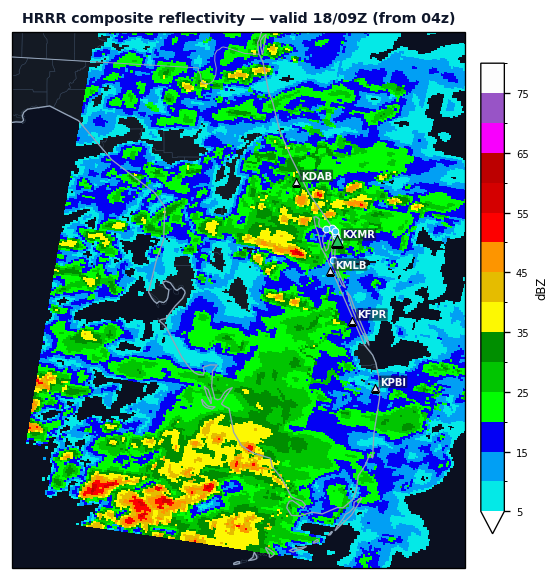 HRRR composite reflectivity — valid 18/09Z (from 04z)
KDAB
KXMR
KMLB
KFPR
KPBI
75
65
55
45
35
25
15
5
dBZ